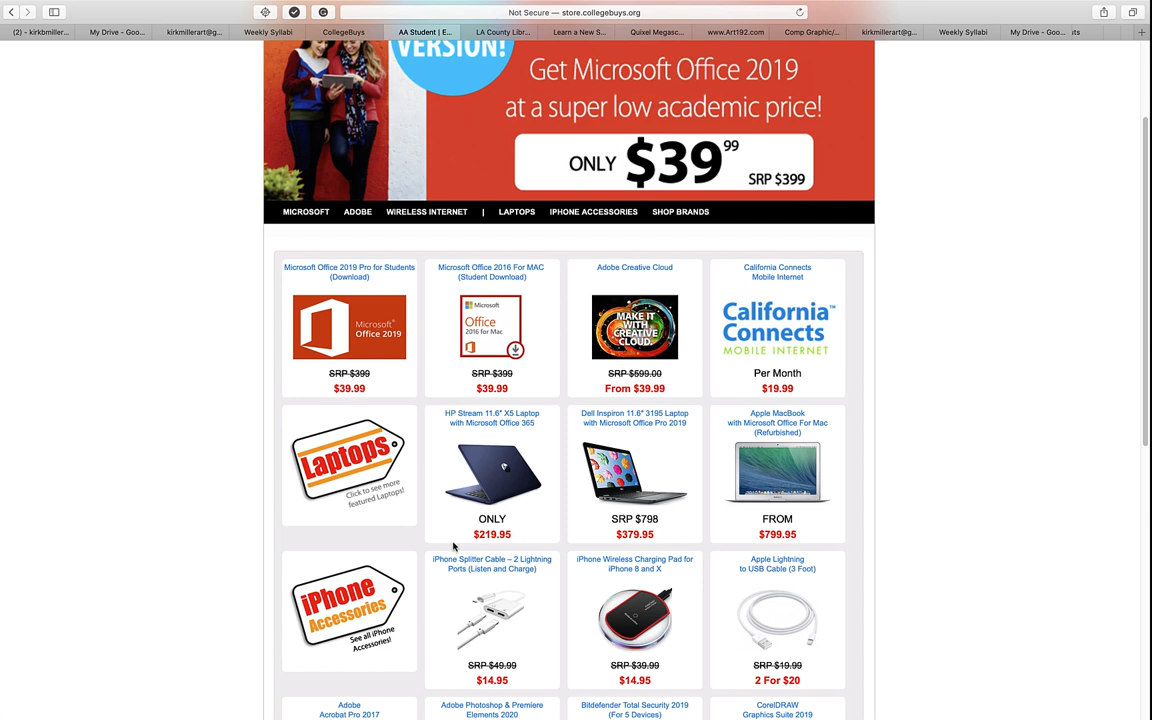 Not Secure — store.collegebuys.org
(2) - kirkbmiller...
My Drive - Goo...
kirkmillerart@g...
Weekly Syllabi
CollegeBuys
AA Student | E...
LA County Libr...
Learn a New S...
Quixel Megasc...
www.Art192.com
Comp Graphic/...
kirkmillerart@g...
Weekly Syllabi
My Drive - Goo...
VERSION!
Get Microsoft Office 2019
at a super low academic price!
ONLY $39 99
SRP $399
MICROSOFT ADOBE WIRELESS INTERNET | LAPTOPS IPHONE ACCESSORIES SHOP BRANDS
Microsoft Office 2019 Pro for Students
(Download)
Microsoft®
Office 2019
SRP $399
$39.99
Microsoft Office 2016 For MAC
(Student Download)
Microsoft
Office
2016 for Mac
SRP $399
$39.99
Adobe Creative Cloud
MAKE IT
WITH
CREATIVE
CLOUD.
SRP $599.00
From $39.99
California Connects
Mobile Internet
California™
Connects
MOBILE INTERNET
Per Month
$19.99
Laptops
Click to see more
featured Laptops!
HP Stream 11.6" X5 Laptop
with Microsoft Office 365
ONLY
$219.95
Dell Inspiron 11.6" 3195 Laptop
with Microsoft Office Pro 2019
SRP $798
$379.95
Apple MacBook
with Microsoft Office For Mac
(Refurbished)
FROM
$799.95
iPhone
Accessories
See all iPhone
Accessories!
iPhone Splitter Cable – 2 Lightning
Ports (Listen and Charge)
SRP $49.99
$14.95
iPhone Wireless Charging Pad for
iPhone 8 and X
SRP $39.99
$14.95
Apple Lightning
to USB Cable (3 Foot)
SRP $19.99
2 For $20
Adobe
Acrobat Pro 2017
Adobe Photoshop & Premiere
Elements 2020
Bitdefender Total Security 2019
(For 5 Devices)
CorelDRAW
Graphics Suite 2019